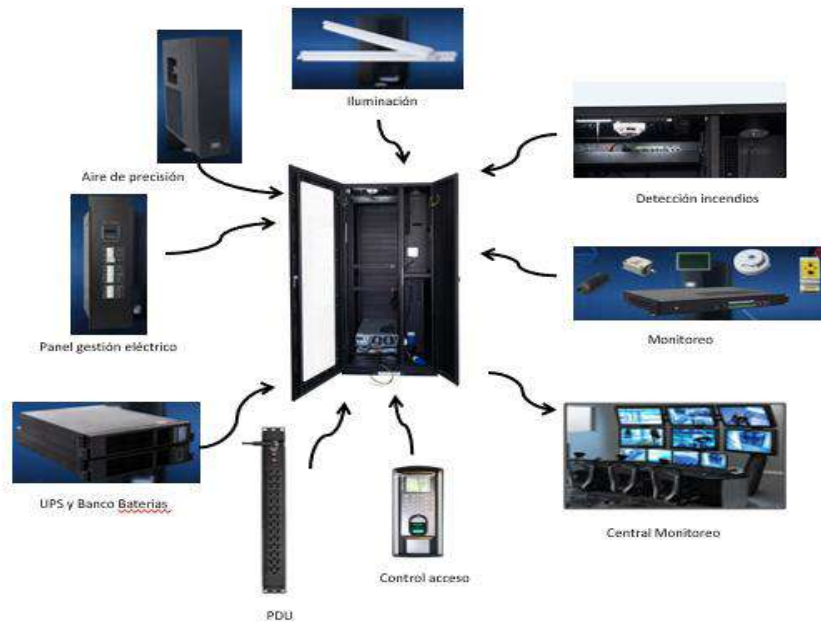 Iluminación
Aire de precisión
Detección incendios
Panel gestión eléctrico
Monitoreo
UPS y Banco Baterias
Central Monitoreo
Control acceso
PDU